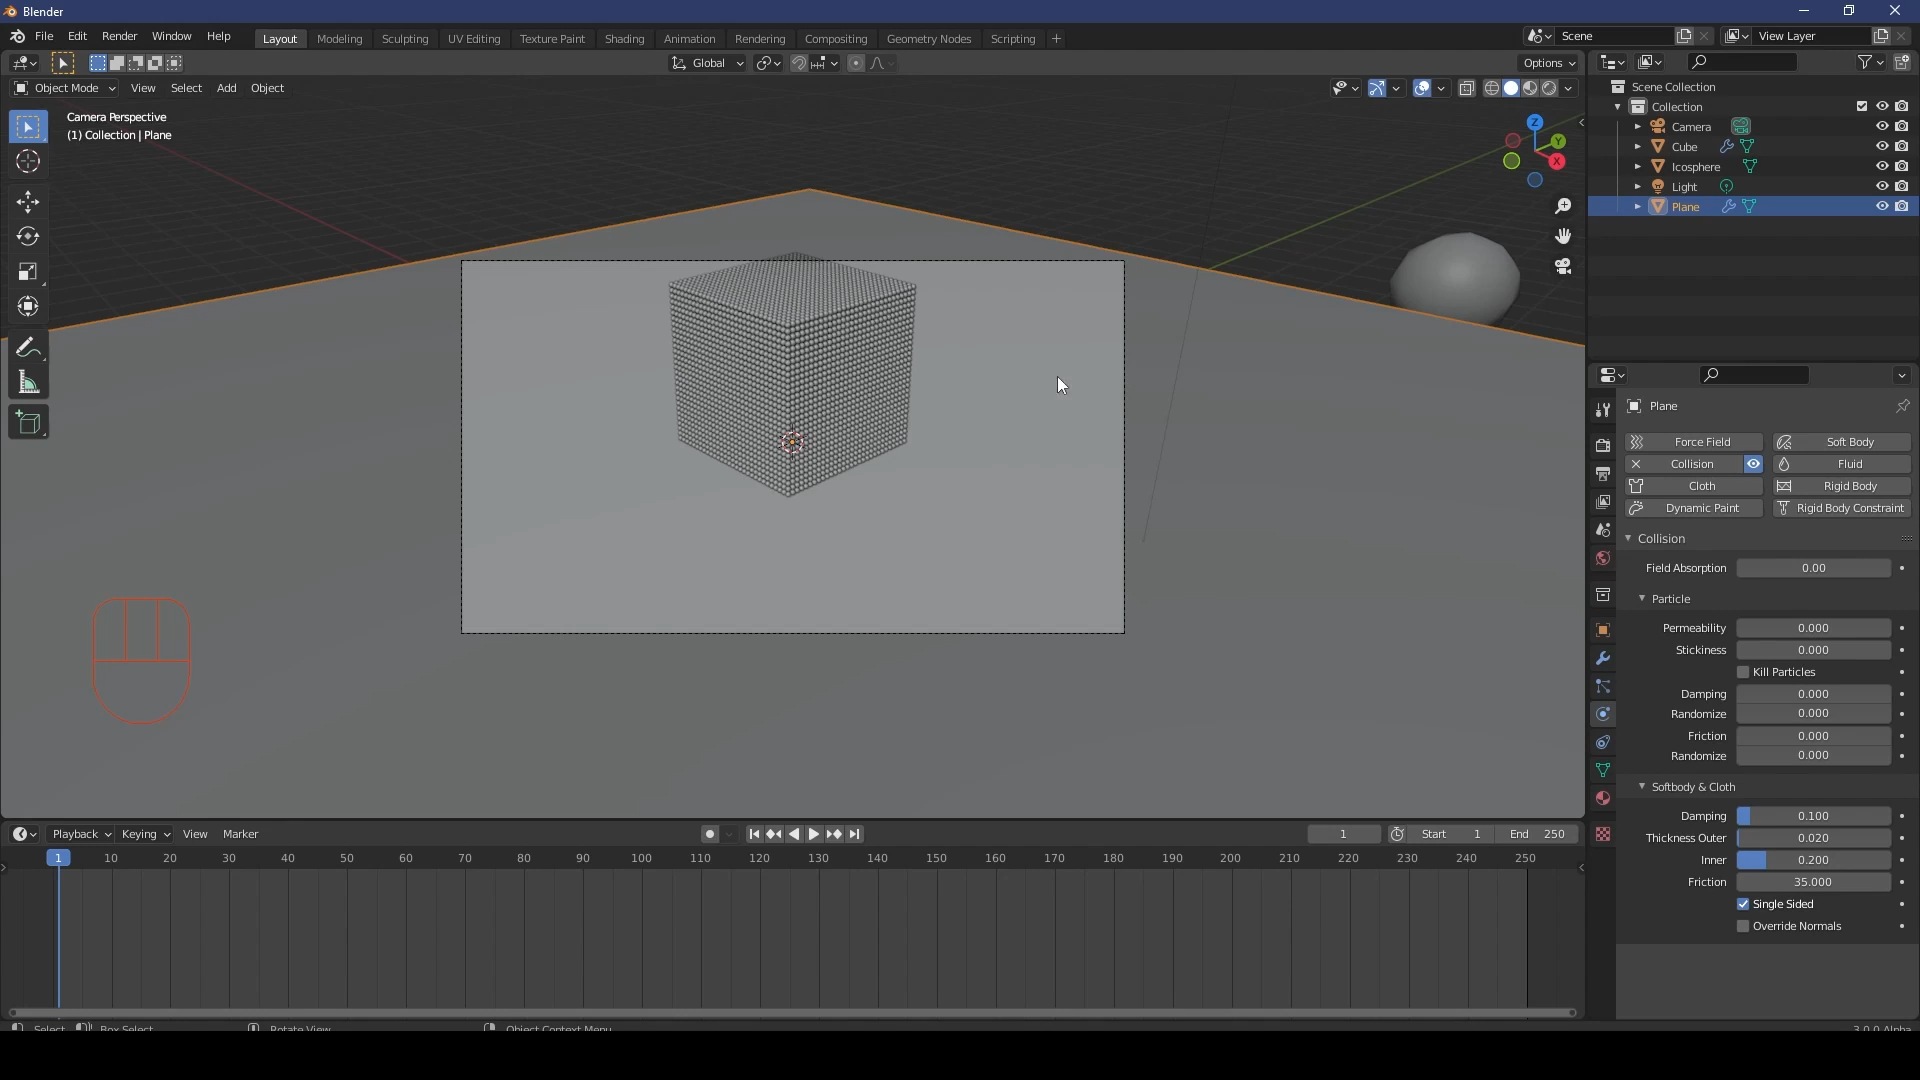 Blender
File Edit Render Window Help Layout Modeling Sculpting UV Editing Texture Paint Shading Animation Rendering Compositing Geometry Nodes Scripting + Scene View Layer
Global Options
Object Mode View Select Add Object
Camera Perspective
(1) Collection | Plane
Z
Y
X
Scene Collection
Collection
Camera
Cube
Icosphere
Light
Plane
Plane
Force Field Soft Body
Collision Fluid
Cloth Rigid Body
Dynamic Paint Rigid Body Constraint
Collision
Field Absorption 0.00
Particle
Permeability 0.000
Stickiness 0.000
Kill Particles
Damping 0.000
Randomize 0.000
Friction 0.000
Randomize 0.000
Softbody & Cloth
Damping 0.100
Thickness Outer 0.020
Inner 0.200
Friction 35.000
Single Sided
Override Normals
Playback Keying View Marker 1 Start 1 End 250
1 10 20 30 40 50 60 70 80 90 100 110 120 130 140 150 160 170 180 190 200 210 220 230 240 250
Select Box Select Rotate View Object Context Menu 3.0.0 Alpha